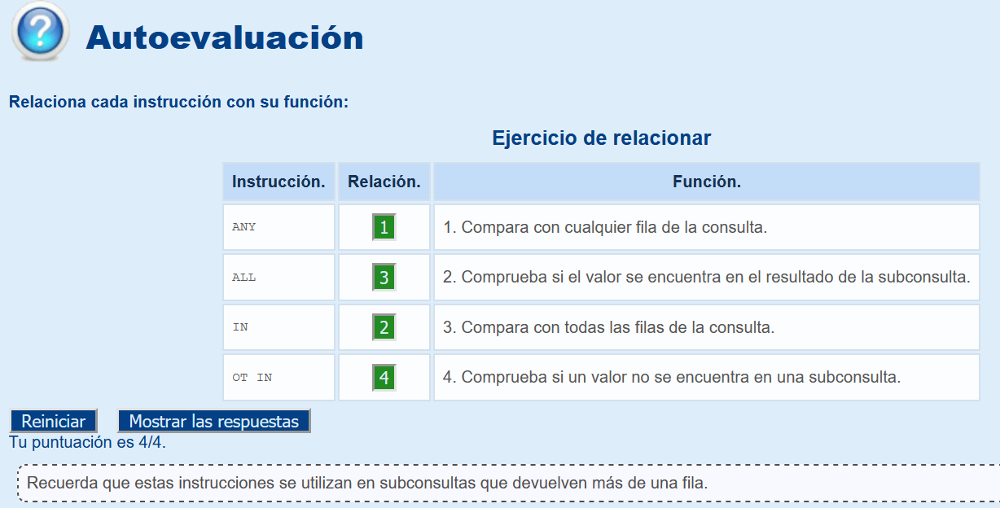 Autoevaluación
Relaciona cada instrucción con su función:
Ejercicio de relacionar
Instrucción. Relación. Función.
ANY 1 1. Compara con cualquier fila de la consulta.
ALL 3 2. Comprueba si el valor se encuentra en el resultado de la subconsulta.
IN 2 3. Compara con todas las filas de la consulta.
OT IN 4 4. Comprueba si un valor no se encuentra en una subconsulta.
Reiniciar Mostrar las respuestas
Tu puntuación es 4/4.
Recuerda que estas instrucciones se utilizan en subconsultas que devuelven más de una fila.